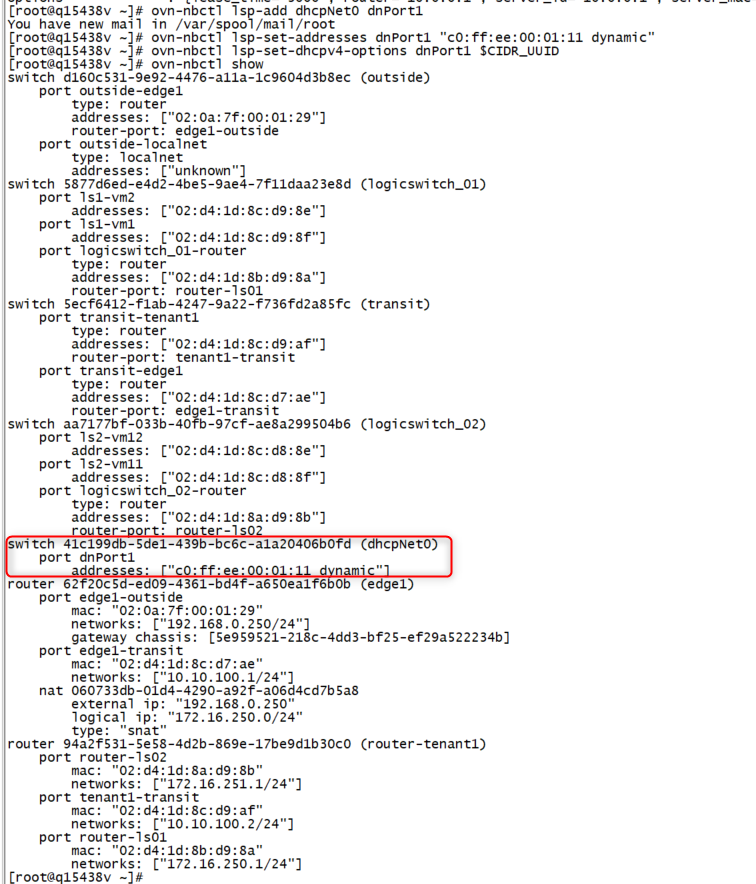 [root@q15438v ~]# ovn-nbctl lsp-add dhcpNet0 dnPort1
You have new mail in /var/spool/mail/root
[root@q15438v ~]# ovn-nbctl lsp-set-addresses dnPort1 "c0:ff:ee:00:01:11 dynamic"
[root@q15438v ~]# ovn-nbctl lsp-set-dhcpv4-options dnPort1 $CIDR_UUID
[root@q15438v ~]# ovn-nbctl show
switch d160c531-9e92-4476-a11a-1c9604d3b8ec (outside)
    port outside-edge1
        type: router
        addresses: ["02:0a:7f:00:01:29"]
        router-port: edge1-outside
    port outside-localnet
        type: localnet
        addresses: ["unknown"]
switch 5877d6ed-e4d2-4be5-9ae4-7f11daa23e8d (logicswitch_01)
    port ls1-vm2
        addresses: ["02:d4:1d:8c:d9:8e"]
    port ls1-vm1
        addresses: ["02:d4:1d:8c:d9:8f"]
    port logicswitch_01-router
        type: router
        addresses: ["02:d4:1d:8b:d9:8a"]
        router-port: router-ls01
switch 5ecf6412-f1ab-4247-9a22-f736fd2a85fc (transit)
    port transit-tenant1
        type: router
        addresses: ["02:d4:1d:8c:d9:af"]
        router-port: tenant1-transit
    port transit-edge1
        type: router
        addresses: ["02:d4:1d:8c:d7:ae"]
        router-port: edge1-transit
switch aa7177bf-033b-40fb-97cf-ae8a299504b6 (logicswitch_02)
    port ls2-vm12
        addresses: ["02:d4:1d:8c:d8:8e"]
    port ls2-vm11
        addresses: ["02:d4:1d:8c:d8:8f"]
    port logicswitch_02-router
        type: router
        addresses: ["02:d4:1d:8a:d9:8b"]
        router-port: router-ls02
switch 41c199db-5de1-439b-bc6c-a1a20406b0fd (dhcpNet0)
    port dnPort1
        addresses: ["c0:ff:ee:00:01:11 dynamic"]
router 62f20c5d-ed09-4361-bd4f-a650ea1f6b0b (edge1)
    port edge1-outside
        mac: "02:0a:7f:00:01:29"
        networks: ["192.168.0.250/24"]
        gateway chassis: [5e959521-218c-4dd3-bf25-ef29a522234b]
    port edge1-transit
        mac: "02:d4:1d:8c:d7:ae"
        networks: ["10.10.100.1/24"]
    nat 060733db-01d4-4290-a92f-a06d4cd7b5a8
        external ip: "192.168.0.250"
        logical ip: "172.16.250.0/24"
        type: "snat"
router 94a2f531-5e58-4d2b-869e-17be9d1b30c0 (router-tenant1)
    port router-ls02
        mac: "02:d4:1d:8a:d9:8b"
        networks: ["172.16.251.1/24"]
    port tenant1-transit
        mac: "02:d4:1d:8c:d9:af"
        networks: ["10.10.100.2/24"]
    port router-ls01
        mac: "02:d4:1d:8b:d9:8a"
        networks: ["172.16.250.1/24"]
[root@q15438v ~]#